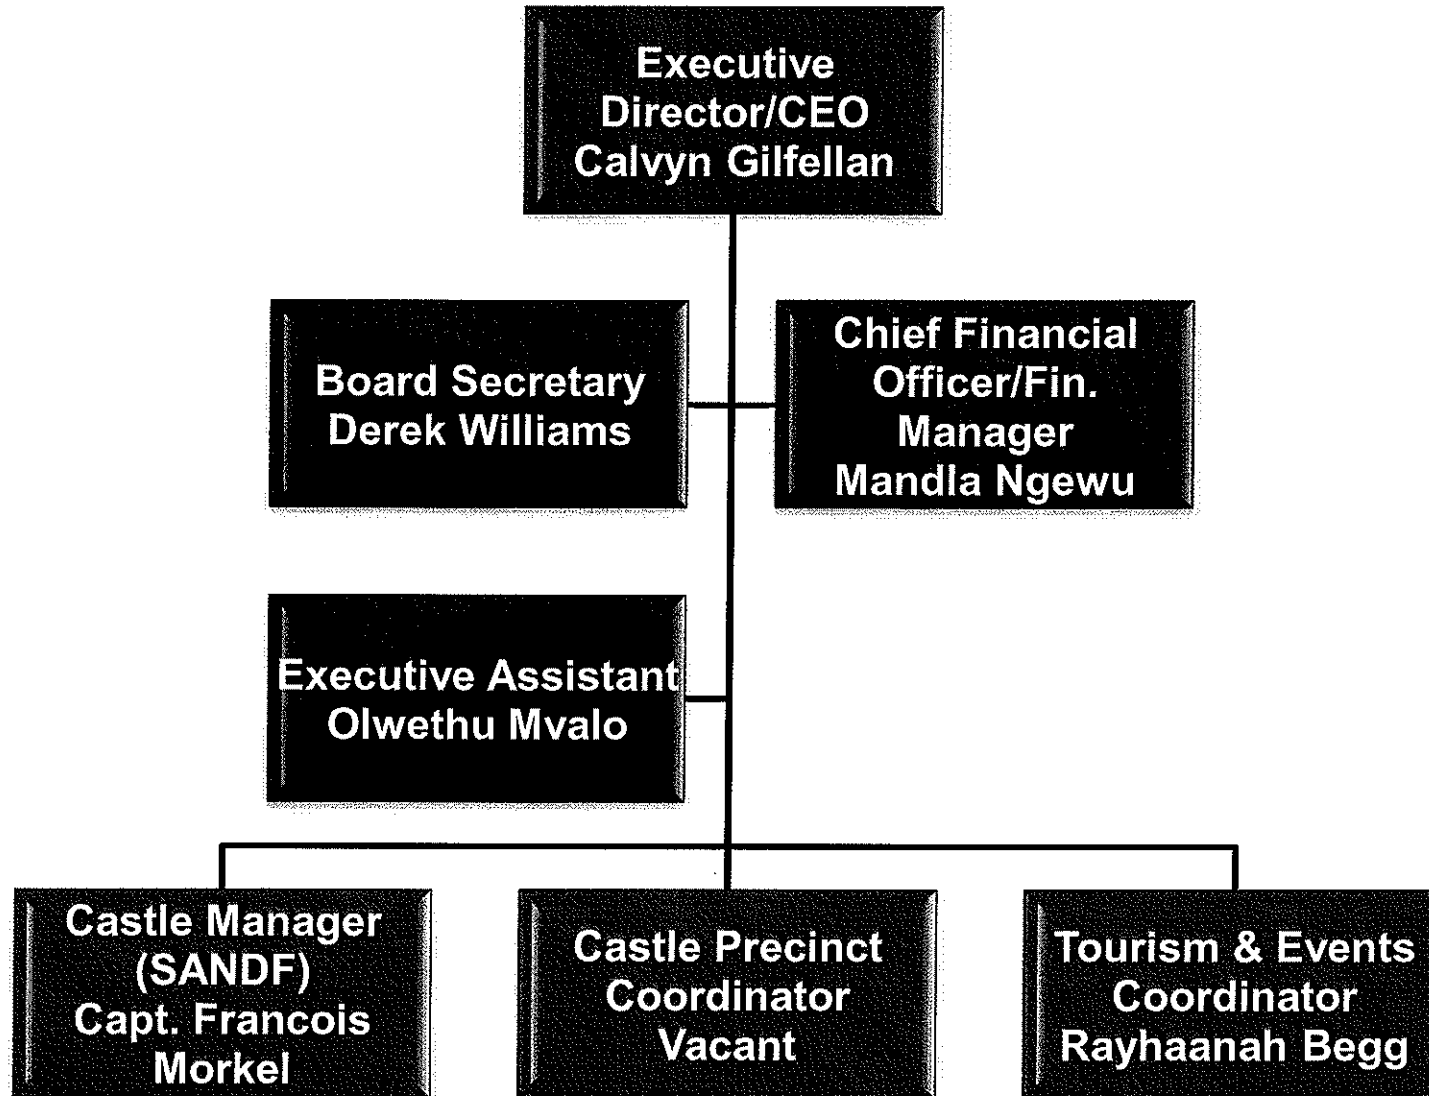 Executive
Director/CEO
Calvyn Gilfellan
Board Secretary
Derek Williams
Chief Financial
Officer/Fin.
Manager
Mandla Ngewu
Executive Assistant
Olwethu Mvalo
Castle Manager
(SANDF)
Capt. Francois
Morkel
Castle Precinct
Coordinator
Vacant
Tourism & Events
Coordinator
Rayhaanah Begg